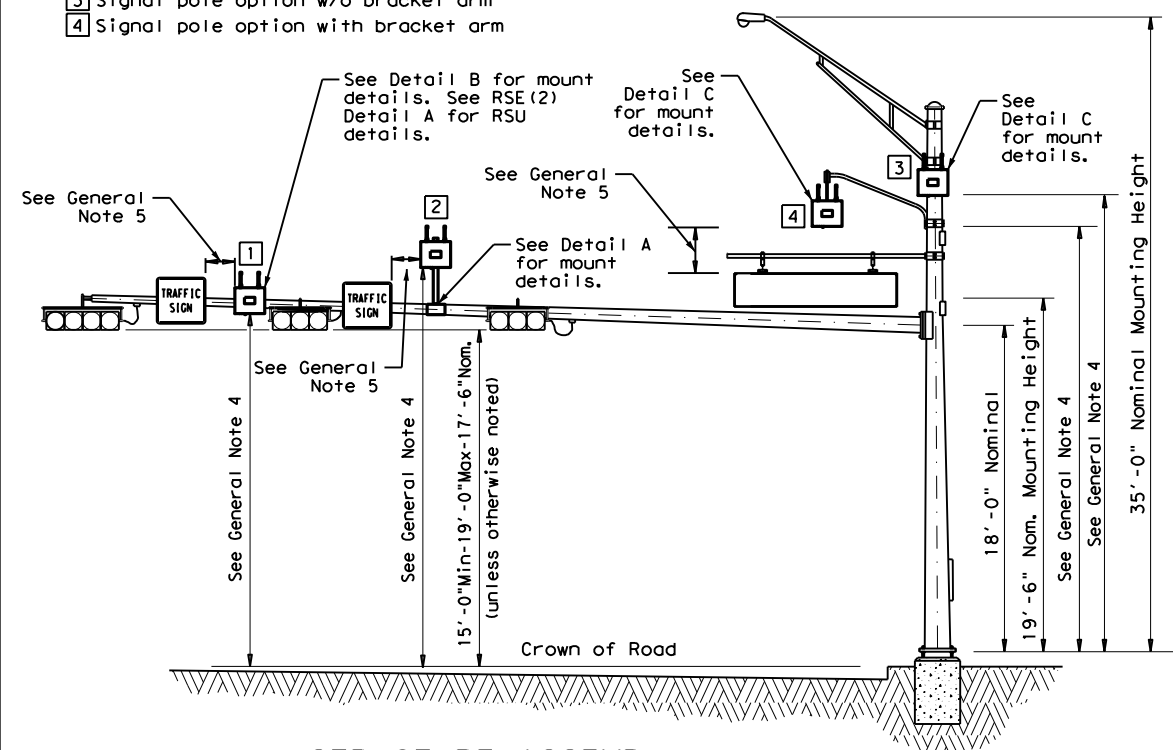 3 Signal pole option w/o bracket arm
4 Signal pole option with bracket arm
See Detail B for mount
details. See RSE(2)
Detail A for RSU
details.
See
Detail C
for mount
details.
See
Detail C
for mount
details.
3
See General
Note 5
4
See General
Note 5
2
1
See Detail A
for mount
details.
TRAFFIC
SIGN
TRAFFIC
SIGN
See General
Note 5
See General Note 4
See General Note 4
15'-0"Min-19'-0"Max-17'-6"Nom.
(unless otherwise noted)
18'-0" Nominal
19'-6" Nom. Mounting Height
See General Note 4
See General Note 4
35'-0" Nominal Mounting Height
Crown of Road